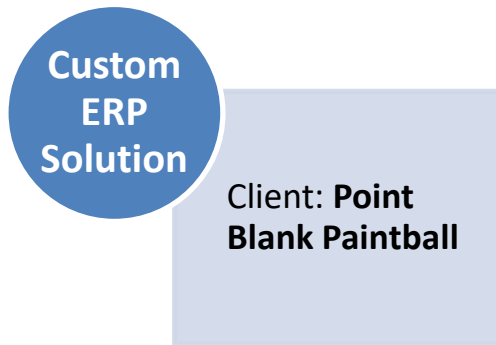 Custom
ERP
Solution
Client: Point
Blank Paintball